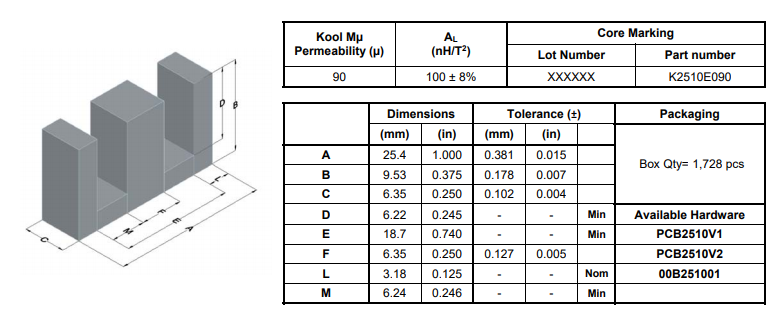 Kool Mμ
Permeability (μ)
AL
(nH/T²)
Core Marking
Lot Number
Part number
90
100 ± 8%
XXXXXX
K2510E090
Dimensions
Tolerance (±)
Packaging
(mm)
(in)
(mm)
(in)
A 25.4 1.000 0.381 0.015
B 9.53 0.375 0.178 0.007
C 6.35 0.250 0.102 0.004
Box Qty= 1,728 pcs
D 6.22 0.245 - - Min Available Hardware
E 18.7 0.740 - - Min PCB2510V1
F 6.35 0.250 0.127 0.005 PCB2510V2
L 3.18 0.125 - - Nom 00B251001
M 6.24 0.246 - - Min
D
B
L
F
M
E
A
C